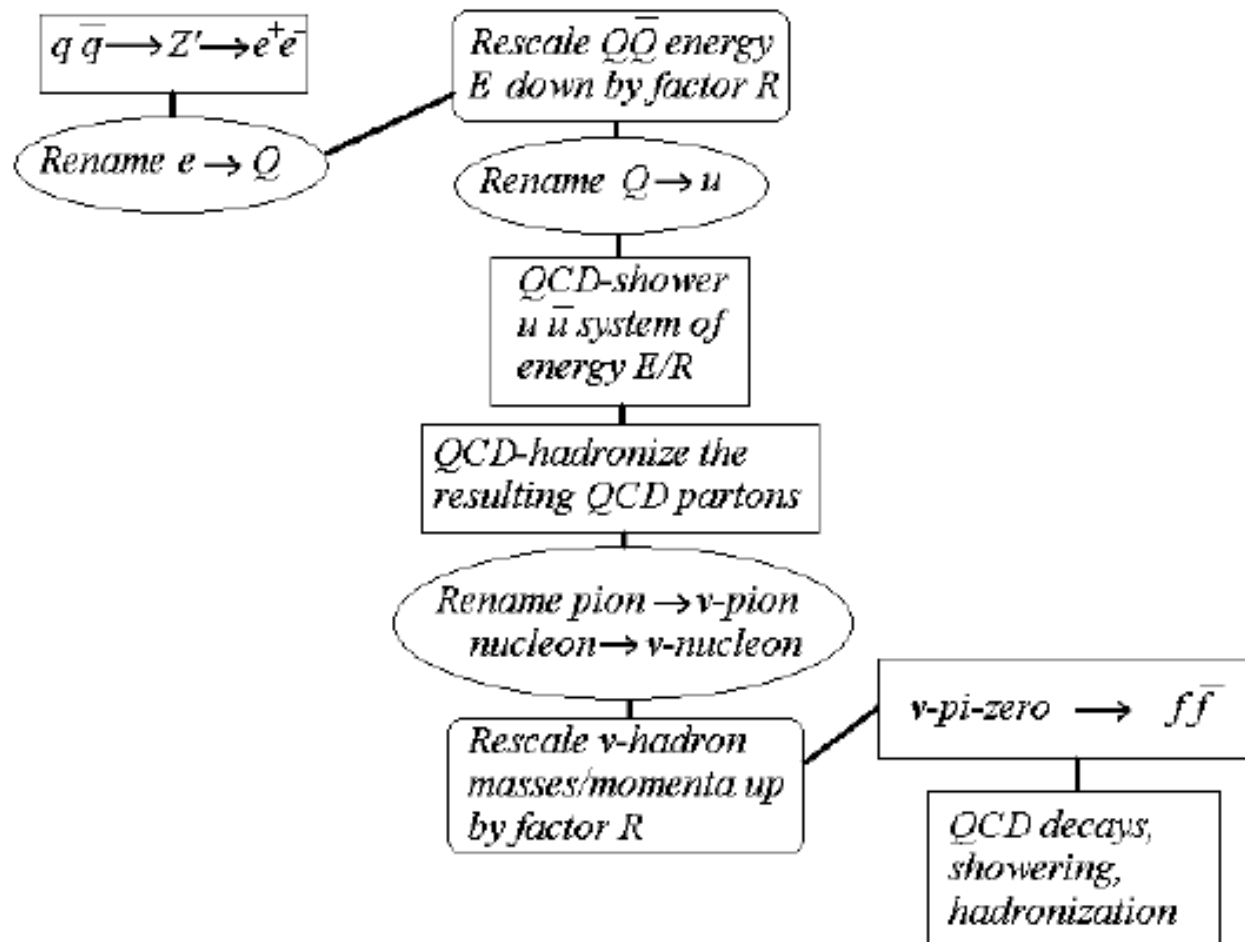 q q̅ ⟶ Z′ ⟶ e⁺e⁻
Rename e → Q
Rescale QQ̅ energy
E down by factor R
Rename Q → u
QCD-shower
u u̅ system of
energy E/R
QCD-hadronize the
resulting QCD partons
Rename pion → v-pion
nucleon → v-nucleon
Rescale v-hadron
masses/momenta up
by factor R
v-pi-zero ⟶ f f̅
QCD decays,
showering,
hadronization